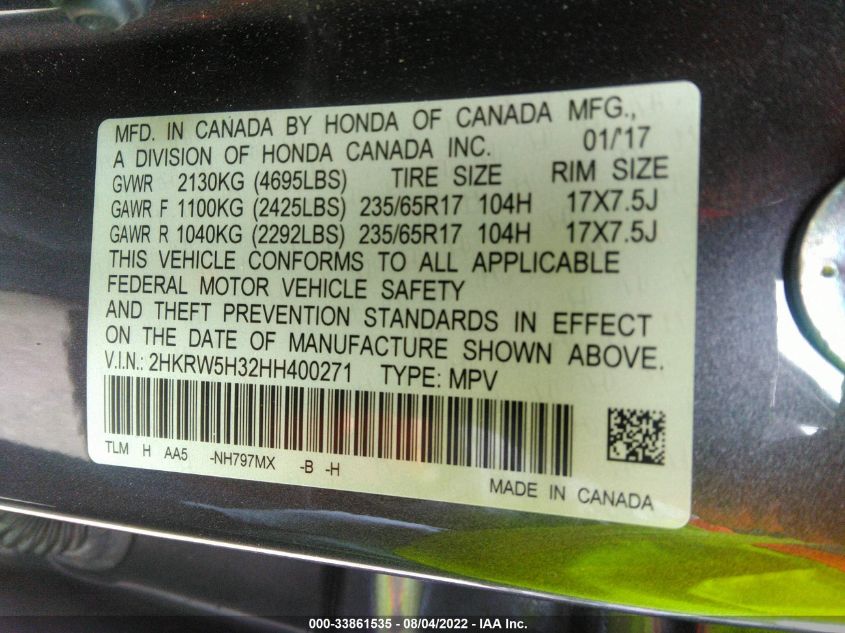 MFD. IN CANADA BY HONDA OF CANADA MFG.,
A DIVISION OF HONDA CANADA INC. 01/'17
GVWR 2130KG (4695LBS) TIRE SIZE RIM SIZE
GAWR F 1100KG (2425LBS) 235/65R17 104H 17X7.5J
GAWR R 1040KG (2292LBS) 235/65R17 104H 17X7.5J
THIS VEHICLE CONFORMS TO ALL APPLICABLE
FEDERAL MOTOR VEHICLE SAFETY
AND THEFT PREVENTION STANDARDS IN EFFECT
ON THE DATE OF MANUFACTURE SHOWN ABOVE.
V.I.N.: 2HKRW5H32HH400271 TYPE: MPV
TLM H AA5 -NH797MX -B -H
MADE IN CANADA
000-33861535 — 08/04/2022 — IAA Inc.